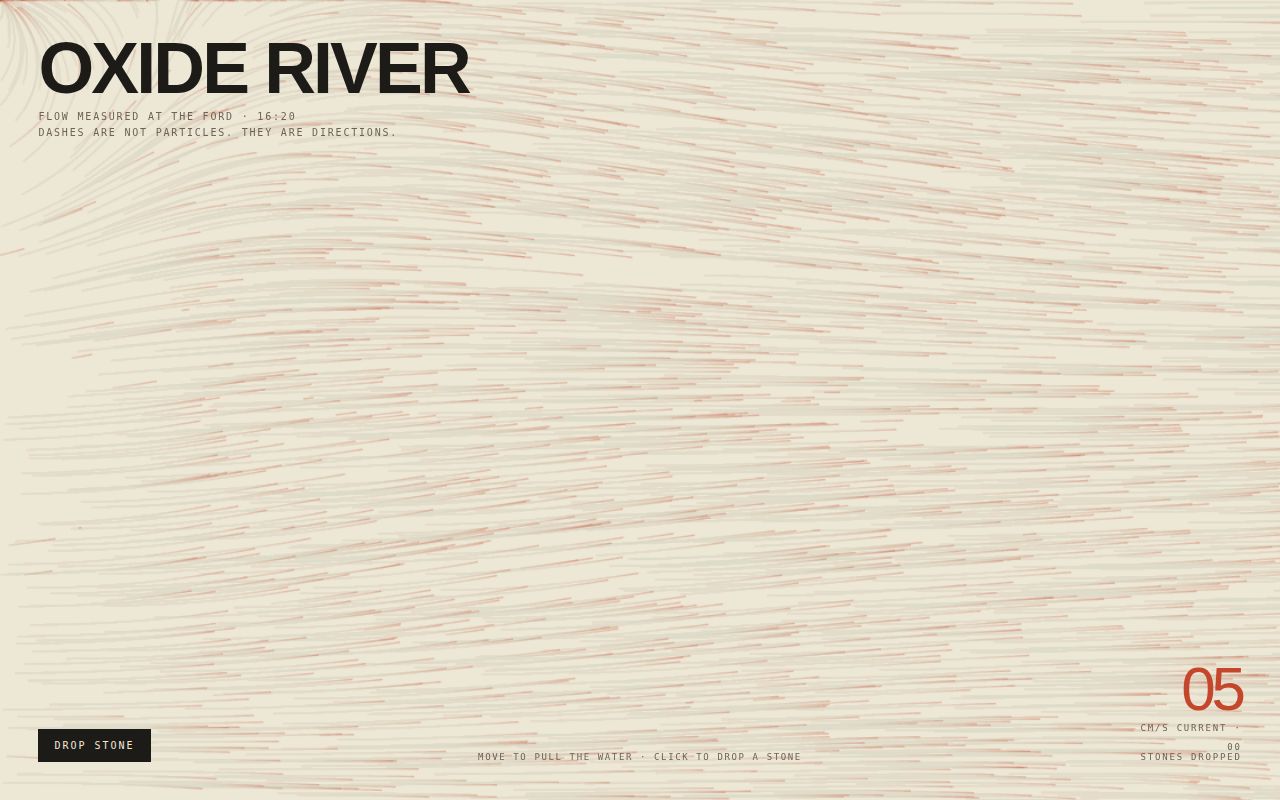 OXIDE RIVER
FLOW MEASURED AT THE FORD · 16:20
DASHES ARE NOT PARTICLES. THEY ARE DIRECTIONS.
05
CM/S CURRENT ·
00
STONES DROPPED
DROP STONE
MOVE TO PULL THE WATER · CLICK TO DROP A STONE